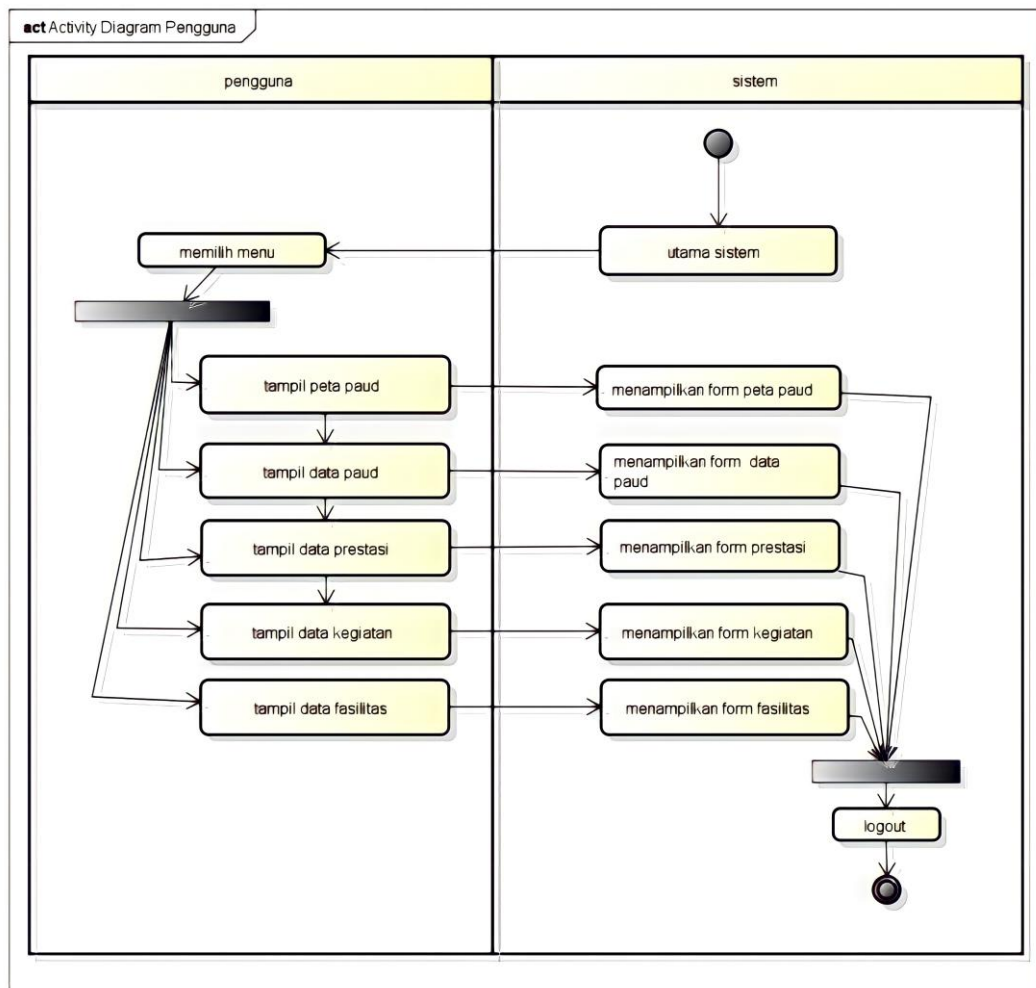 act Activity Diagram Pengguna
pengguna
sistem
utama sistem
memilih menu
tampil peta paud
menampilkan form peta paud
tampil data paud
menampilkan form data
paud
tampil data prestasi
menampilkan form prestasi
tampil data kegiatan
menampilkan form kegiatan
tampil data fasilitas
menampilkan form fasilitas
logout